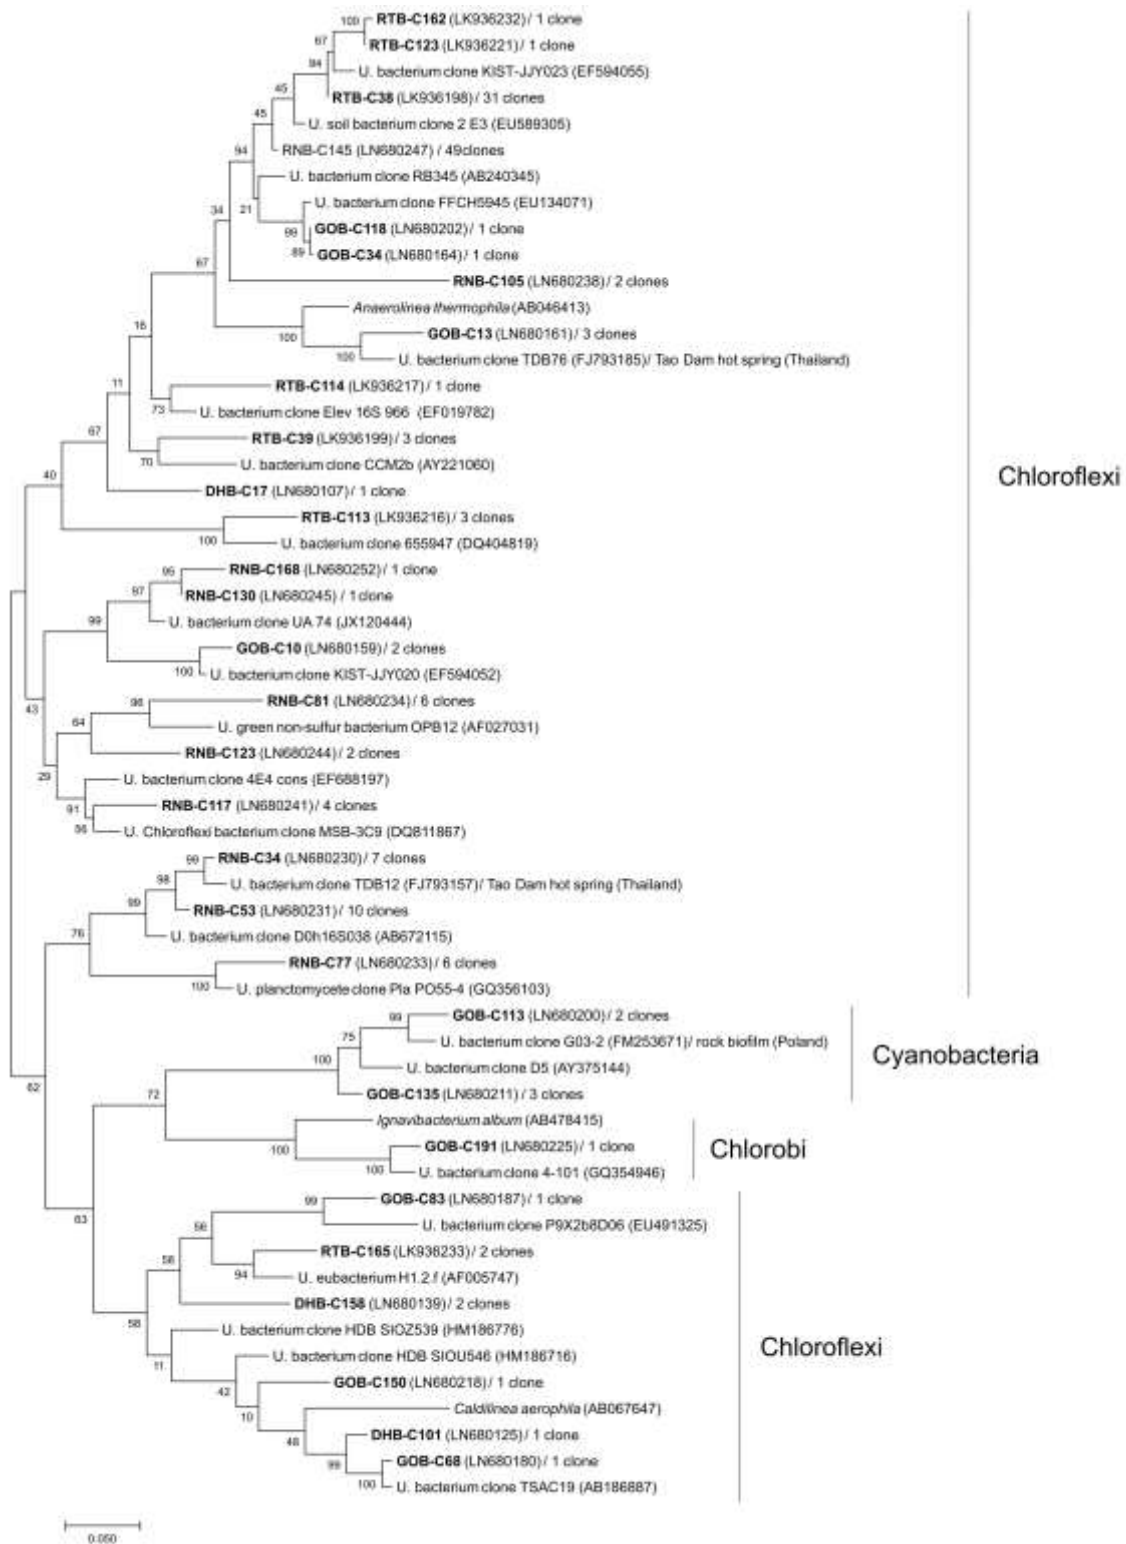 100
RTB-C162 (LK936232)/ 1 clone
67
RTB-C123 (LK936221)/ 1 clone
94
U. bacterium clone KIST-JJY023 (EF594055)
45
RTB-C38 (LK936198)/ 31 clones
45
U. soil bacterium clone 2 E3 (EU589305)
94
RNB-C145 (LN680247) / 49clones
U. bacterium clone RB345 (AB240345)
34
21
U. bacterium clone FFCH5945 (EU134071)
99
GOB-C118 (LN680202)/ 1 clone
89
GOB-C34 (LN680164)/ 1 clone
67
RNB-C105 (LN680238)/ 2 clones
Anaerolinea thermophila (AB046413)
16
100
GOB-C13 (LN680161)/ 3 clones
100
U. bacterium clone TDB76 (FJ793185)/ Tao Dam hot spring (Thailand)
11
RTB-C114 (LK936217)/ 1 clone
73
U. bacterium clone Elev 16S 966 (EF019782)
67
RTB-C39 (LK936199)/ 3 clones
70
U. bacterium clone CCM2b (AY221060)
40
Chloroflexi
DHB-C17 (LN680107)/ 1 clone
RTB-C113 (LK936216)/ 3 clones
100
U. bacterium clone 655947 (DQ404819)
95
RNB-C168 (LN680252)/ 1 clone
97
RNB-C130 (LN680245)/ 1 clone
99
U. bacterium clone UA 74 (JX120444)
GOB-C10 (LN680159)/ 2 clones
100
U. bacterium clone KIST-JJY020 (EF594052)
96
RNB-C81 (LN680234)/ 6 clones
43
64
U. green non-sulfur bacterium OPB12 (AF027031)
RNB-C123 (LN680244)/ 2 clones
29
U. bacterium clone 4E4 cons (EF688197)
91
RNB-C117 (LN680241)/ 4 clones
56
U. Chloroflexi bacterium clone MSB-3C9 (DQ811867)
99
RNB-C34 (LN680230)/ 7 clones
98
U. bacterium clone TDB12 (FJ793157)/ Tao Dam hot spring (Thailand)
99
RNB-C53 (LN680231)/ 10 clones
76
U. bacterium clone D0h16S038 (AB672115)
RNB-C77 (LN680233)/ 6 clones
100
U. planctomycete clone Pla PO55-4 (GQ356103)
99
GOB-C113 (LN680200)/ 2 clones
75
U. bacterium clone G03-2 (FM253671)/ rock biofilm (Poland)
Cyanobacteria
100
U. bacterium clone D5 (AY375144)
62
72
GOB-C135 (LN680211)/ 3 clones
Ignavibacterium album (AB478415)
100
GOB-C191 (LN680225)/ 1 clone
Chlorobi
100
U. bacterium clone 4-101 (GQ354946)
99
GOB-C83 (LN680187)/ 1 clone
63
56
U. bacterium clone P9X2b8D06 (EU491325)
56
RTB-C165 (LK936233)/ 2 clones
94
U. eubacterium H1.2.f (AF005747)
DHB-C158 (LN680139)/ 2 clones
58
U. bacterium clone HDB SIOZ539 (HM186776)
Chloroflexi
11
U. bacterium clone HDB SIOU546 (HM186716)
42
GOB-C150 (LN680218)/ 1 clone
10
Caldilinea aerophila (AB067647)
48
DHB-C101 (LN680125)/ 1 clone
99
GOB-C68 (LN680180)/ 1 clone
100
U. bacterium clone TSAC19 (AB186887)
0.050